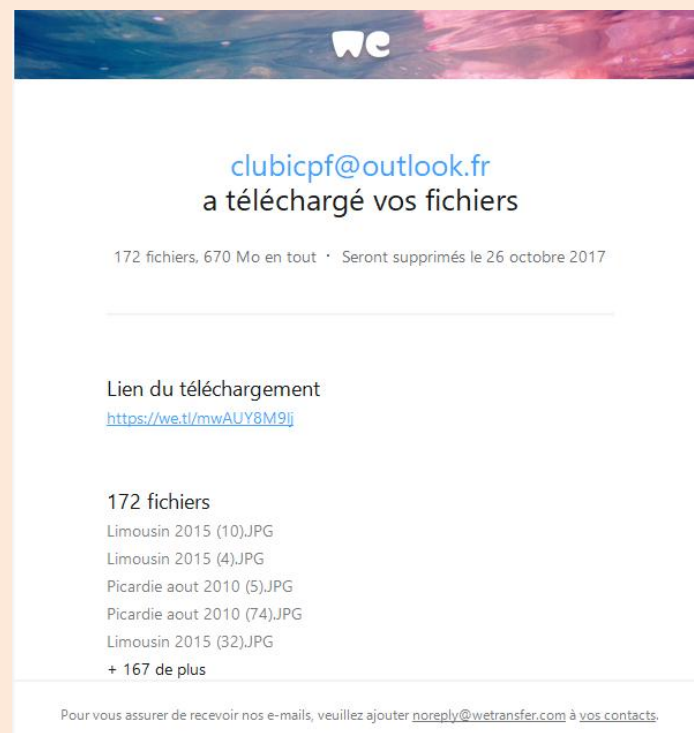 we
clubicpf@outlook.fr
a téléchargé vos fichiers
172 fichiers, 670 Mo en tout · Seront supprimés le 26 octobre 2017
Lien du téléchargement
https://we.tl/mwAUY8M9lj
172 fichiers
Limousin 2015 (10).JPG
Limousin 2015 (4).JPG
Picardie aout 2010 (5).JPG
Picardie aout 2010 (74).JPG
Limousin 2015 (32).JPG
+ 167 de plus
Pour vous assurer de recevoir nos e-mails, veuillez ajouter noreply@wetransfer.com à vos contacts.